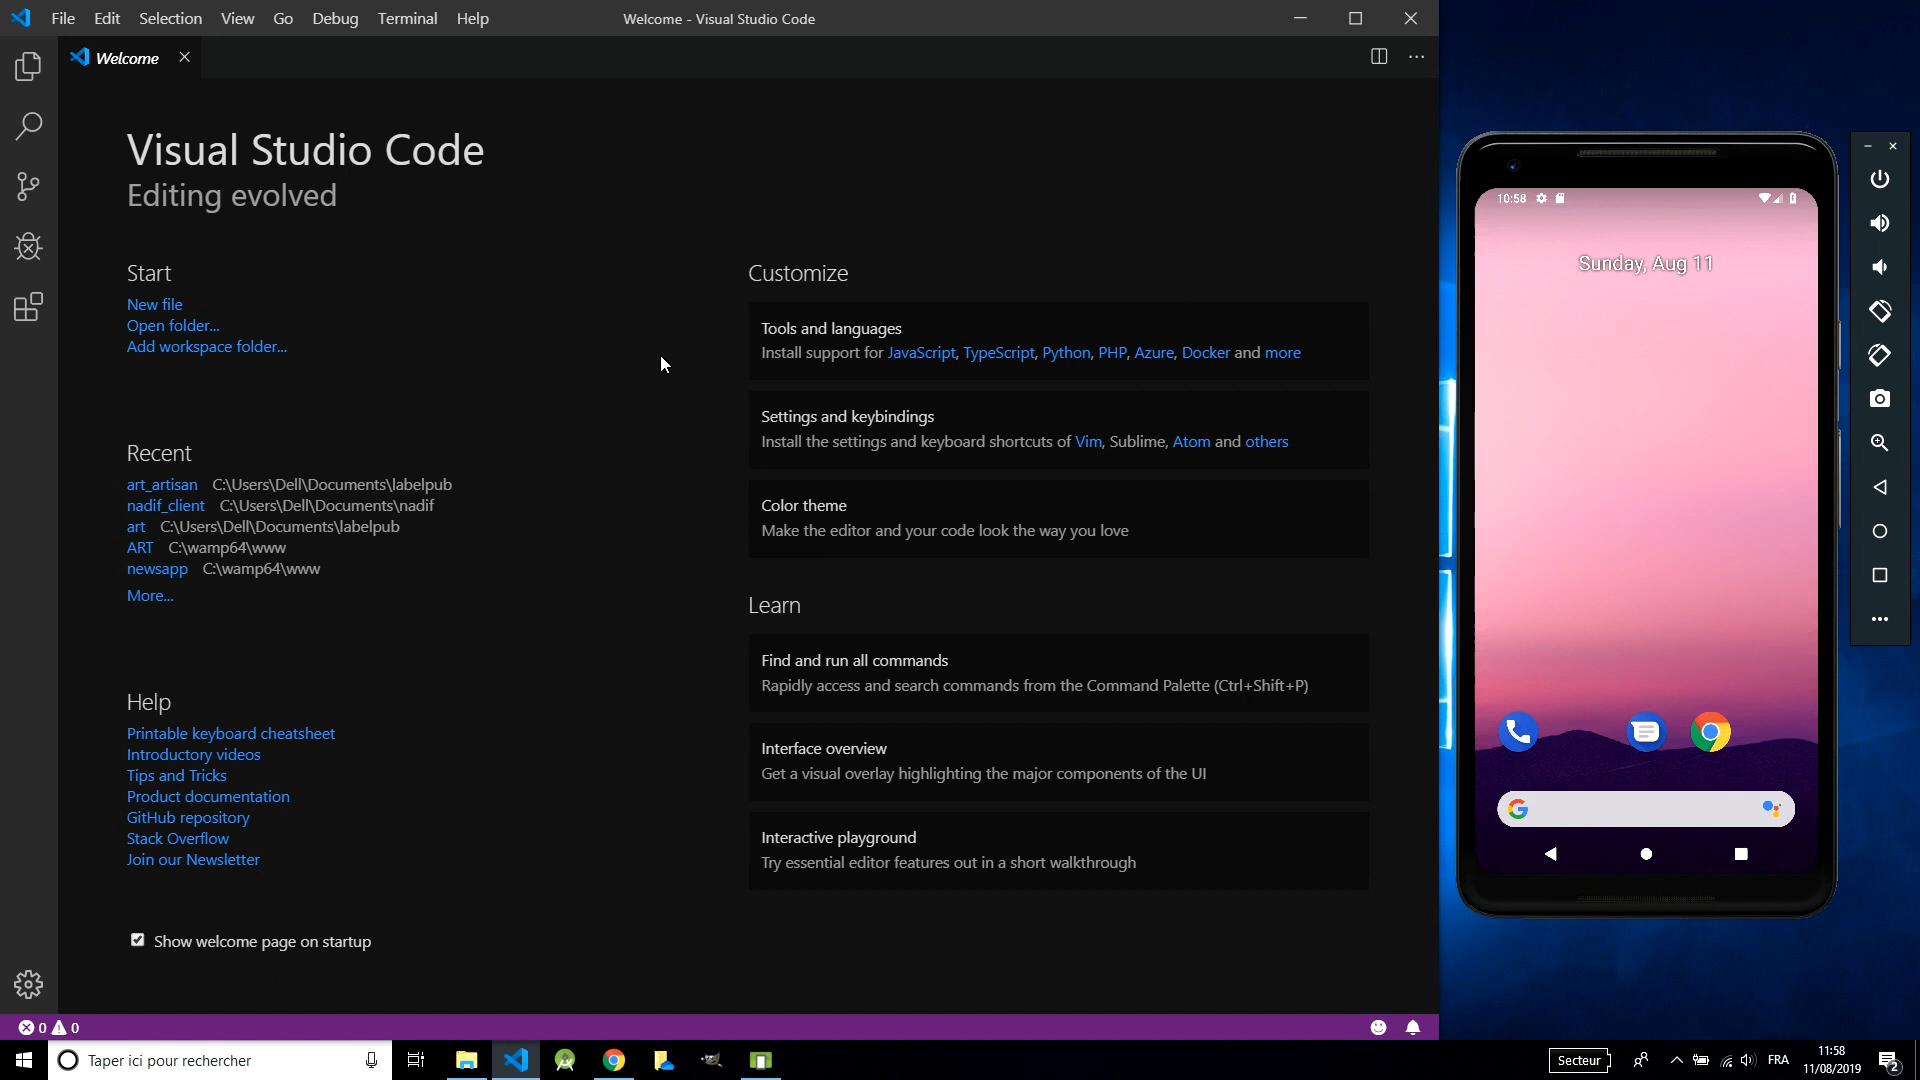 File Edit Selection View Go Debug Terminal Help
Welcome - Visual Studio Code
Welcome
Visual Studio Code
Editing evolved
Start
New file
Open folder...
Add workspace folder...
Recent
art_artisan C:\Users\Dell\Documents\labelpub
nadif_client C:\Users\Dell\Documents\nadif
art C:\Users\Dell\Documents\labelpub
ART C:\wamp64\www
newsapp C:\wamp64\www
More...
Help
Printable keyboard cheatsheet
Introductory videos
Tips and Tricks
Product documentation
GitHub repository
Stack Overflow
Join our Newsletter
Show welcome page on startup
Customize
Tools and languages
Install support for JavaScript, TypeScript, Python, PHP, Azure, Docker and more
Settings and keybindings
Install the settings and keyboard shortcuts of Vim, Sublime, Atom and others
Color theme
Make the editor and your code look the way you love
Learn
Find and run all commands
Rapidly access and search commands from the Command Palette (Ctrl+Shift+P)
Interface overview
Get a visual overlay highlighting the major components of the UI
Interactive playground
Try essential editor features out in a short walkthrough
0 0
10:58
Sunday, Aug 11
Taper ici pour rechercher
Secteur
FRA
11:58
11/08/2019
2